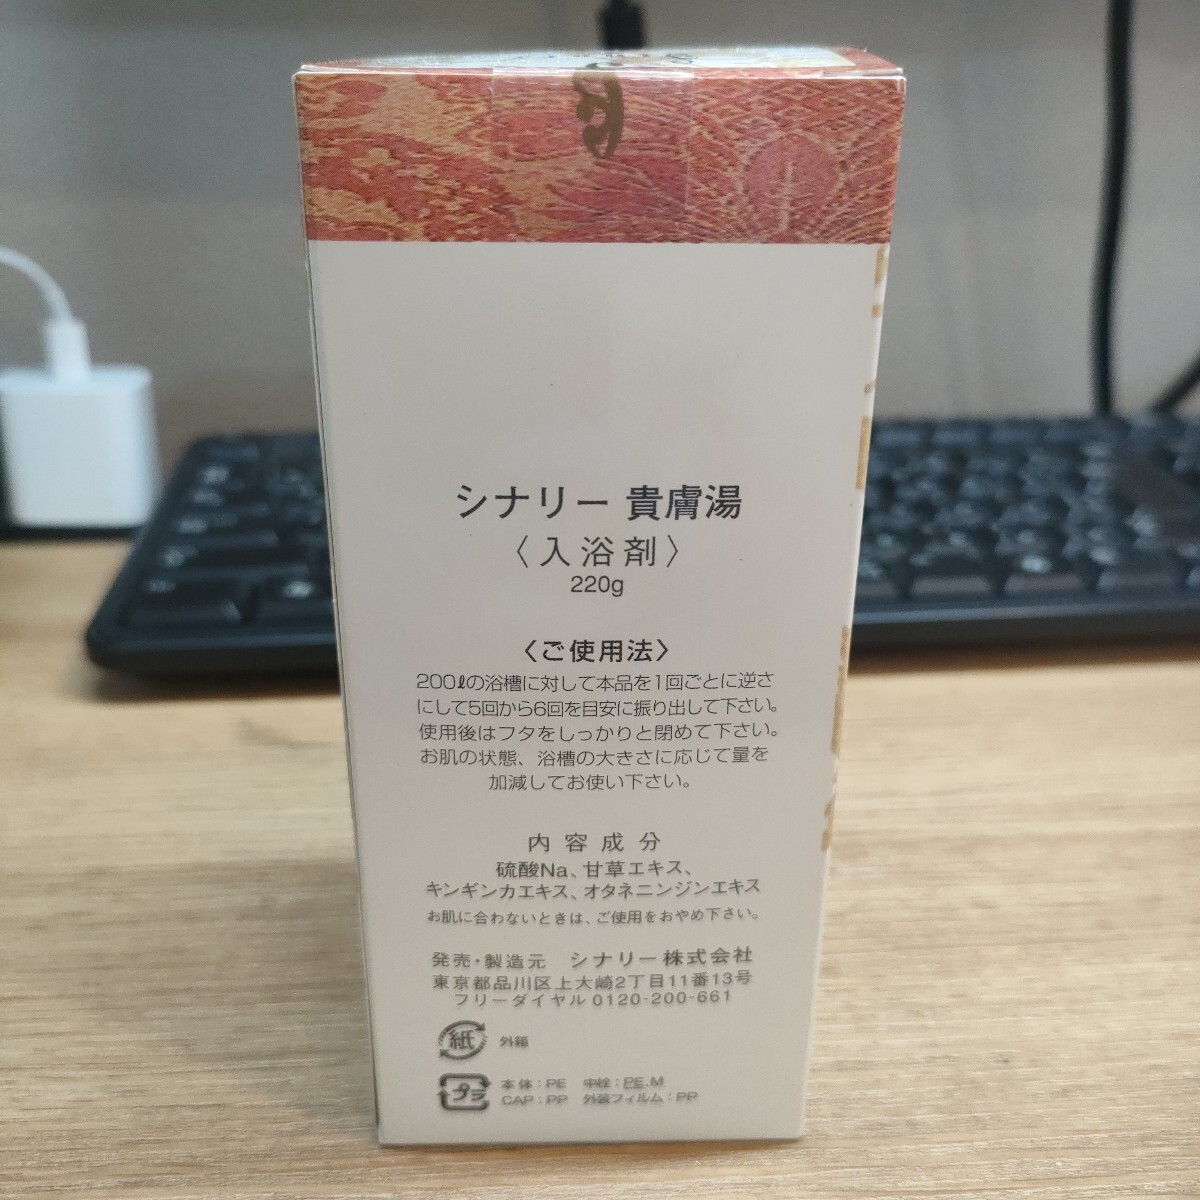 シナリー 貴膚湯
〈入浴剤〉
220g
〈ご使用法〉
200ℓの浴槽に対して本品を1回ごとに逆さ
にして5回から6回を目安に振り出して下さい。
使用後はフタをしっかりと閉めて下さい。
お肌の状態、浴槽の大きさに応じて量を
加減してお使い下さい。
内容成分
硫酸Na、甘草エキス、
キンギンカエキス、オタネニンジンエキス
お肌に合わないときは、ご使用をおやめ下さい。
発売・製造元 シナリー株式会社
東京都品川区上大崎2丁目11番13号
フリーダイヤル 0120-200-661
紙 外箱
プラ 本体：PE 中栓：PE、M
CAP：PP 外装フィルム：PP